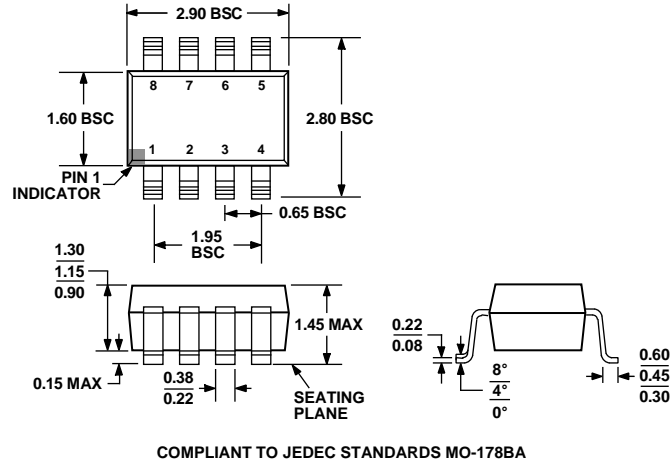 2.90 BSC
8 7 6 5
1.60 BSC
2.80 BSC
1 2 3 4
PIN 1
INDICATOR
0.65 BSC
1.95
BSC
1.30
1.15
0.90
1.45 MAX
0.15 MAX
0.38
0.22
SEATING
PLANE
0.22
0.08
8°
4°
0°
0.60
0.45
0.30
COMPLIANT TO JEDEC STANDARDS MO-178BA